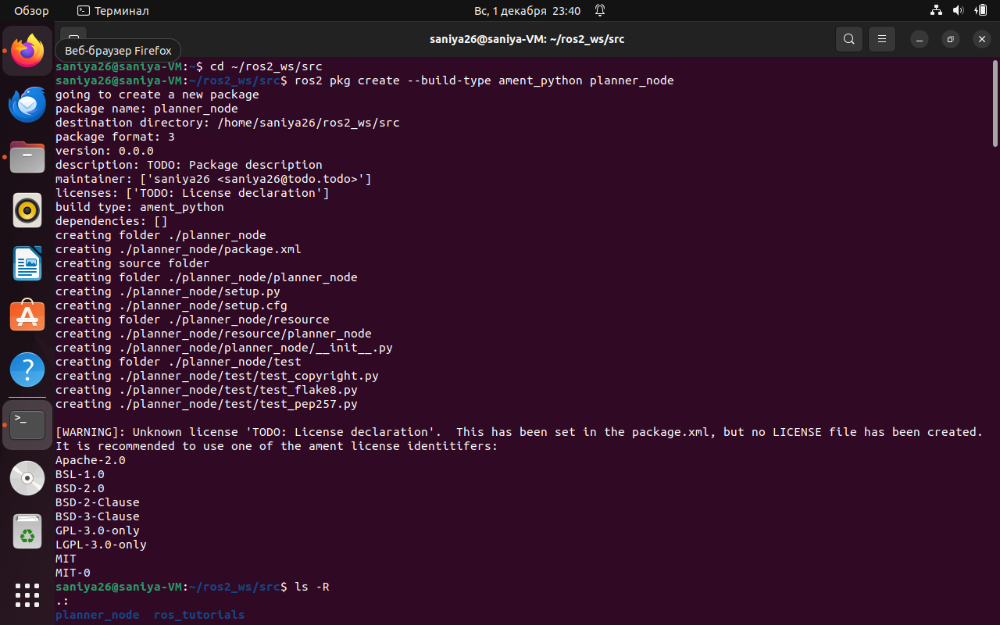 Обзор
Терминал
Вс, 1 декабря 23:40
saniya26@saniya-VM: ~/ros2_ws/src
Веб-браузер Firefox
saniya26@saniya-VM:~$ cd ~/ros2_ws/src
saniya26@saniya-VM:~/ros2_ws/src$ ros2 pkg create --build-type ament_python planner_node
going to create a new package
package name: planner_node
destination directory: /home/saniya26/ros2_ws/src
package format: 3
version: 0.0.0
description: TODO: Package description
maintainer: ['saniya26 <saniya26@todo.todo>']
licenses: ['TODO: License declaration']
build type: ament_python
dependencies: []
creating folder ./planner_node
creating ./planner_node/package.xml
creating source folder
creating folder ./planner_node/planner_node
creating ./planner_node/setup.py
creating ./planner_node/setup.cfg
creating folder ./planner_node/resource
creating ./planner_node/resource/planner_node
creating ./planner_node/planner_node/__init__.py
creating folder ./planner_node/test
creating ./planner_node/test/test_copyright.py
creating ./planner_node/test/test_flake8.py
creating ./planner_node/test/test_pep257.py
[WARNING]: Unknown license 'TODO: License declaration'.  This has been set in the package.xml, but no LICENSE file has been created.
It is recommended to use one of the ament license identitifers:
Apache-2.0
BSL-1.0
BSD-2.0
BSD-2-Clause
BSD-3-Clause
GPL-3.0-only
LGPL-3.0-only
MIT
MIT-0
saniya26@saniya-VM:~/ros2_ws/src$ ls -R
.:
planner_node  ros_tutorials